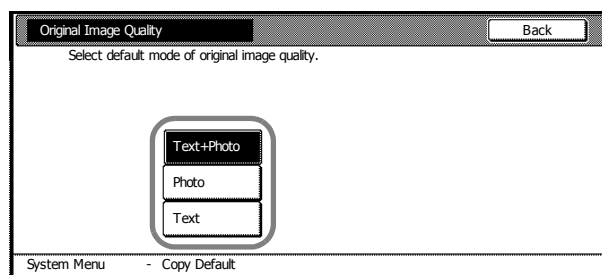 Original Image Quality Back
Select default mode of original image quality.
Text+Photo
Photo
Text
System Menu - Copy Default